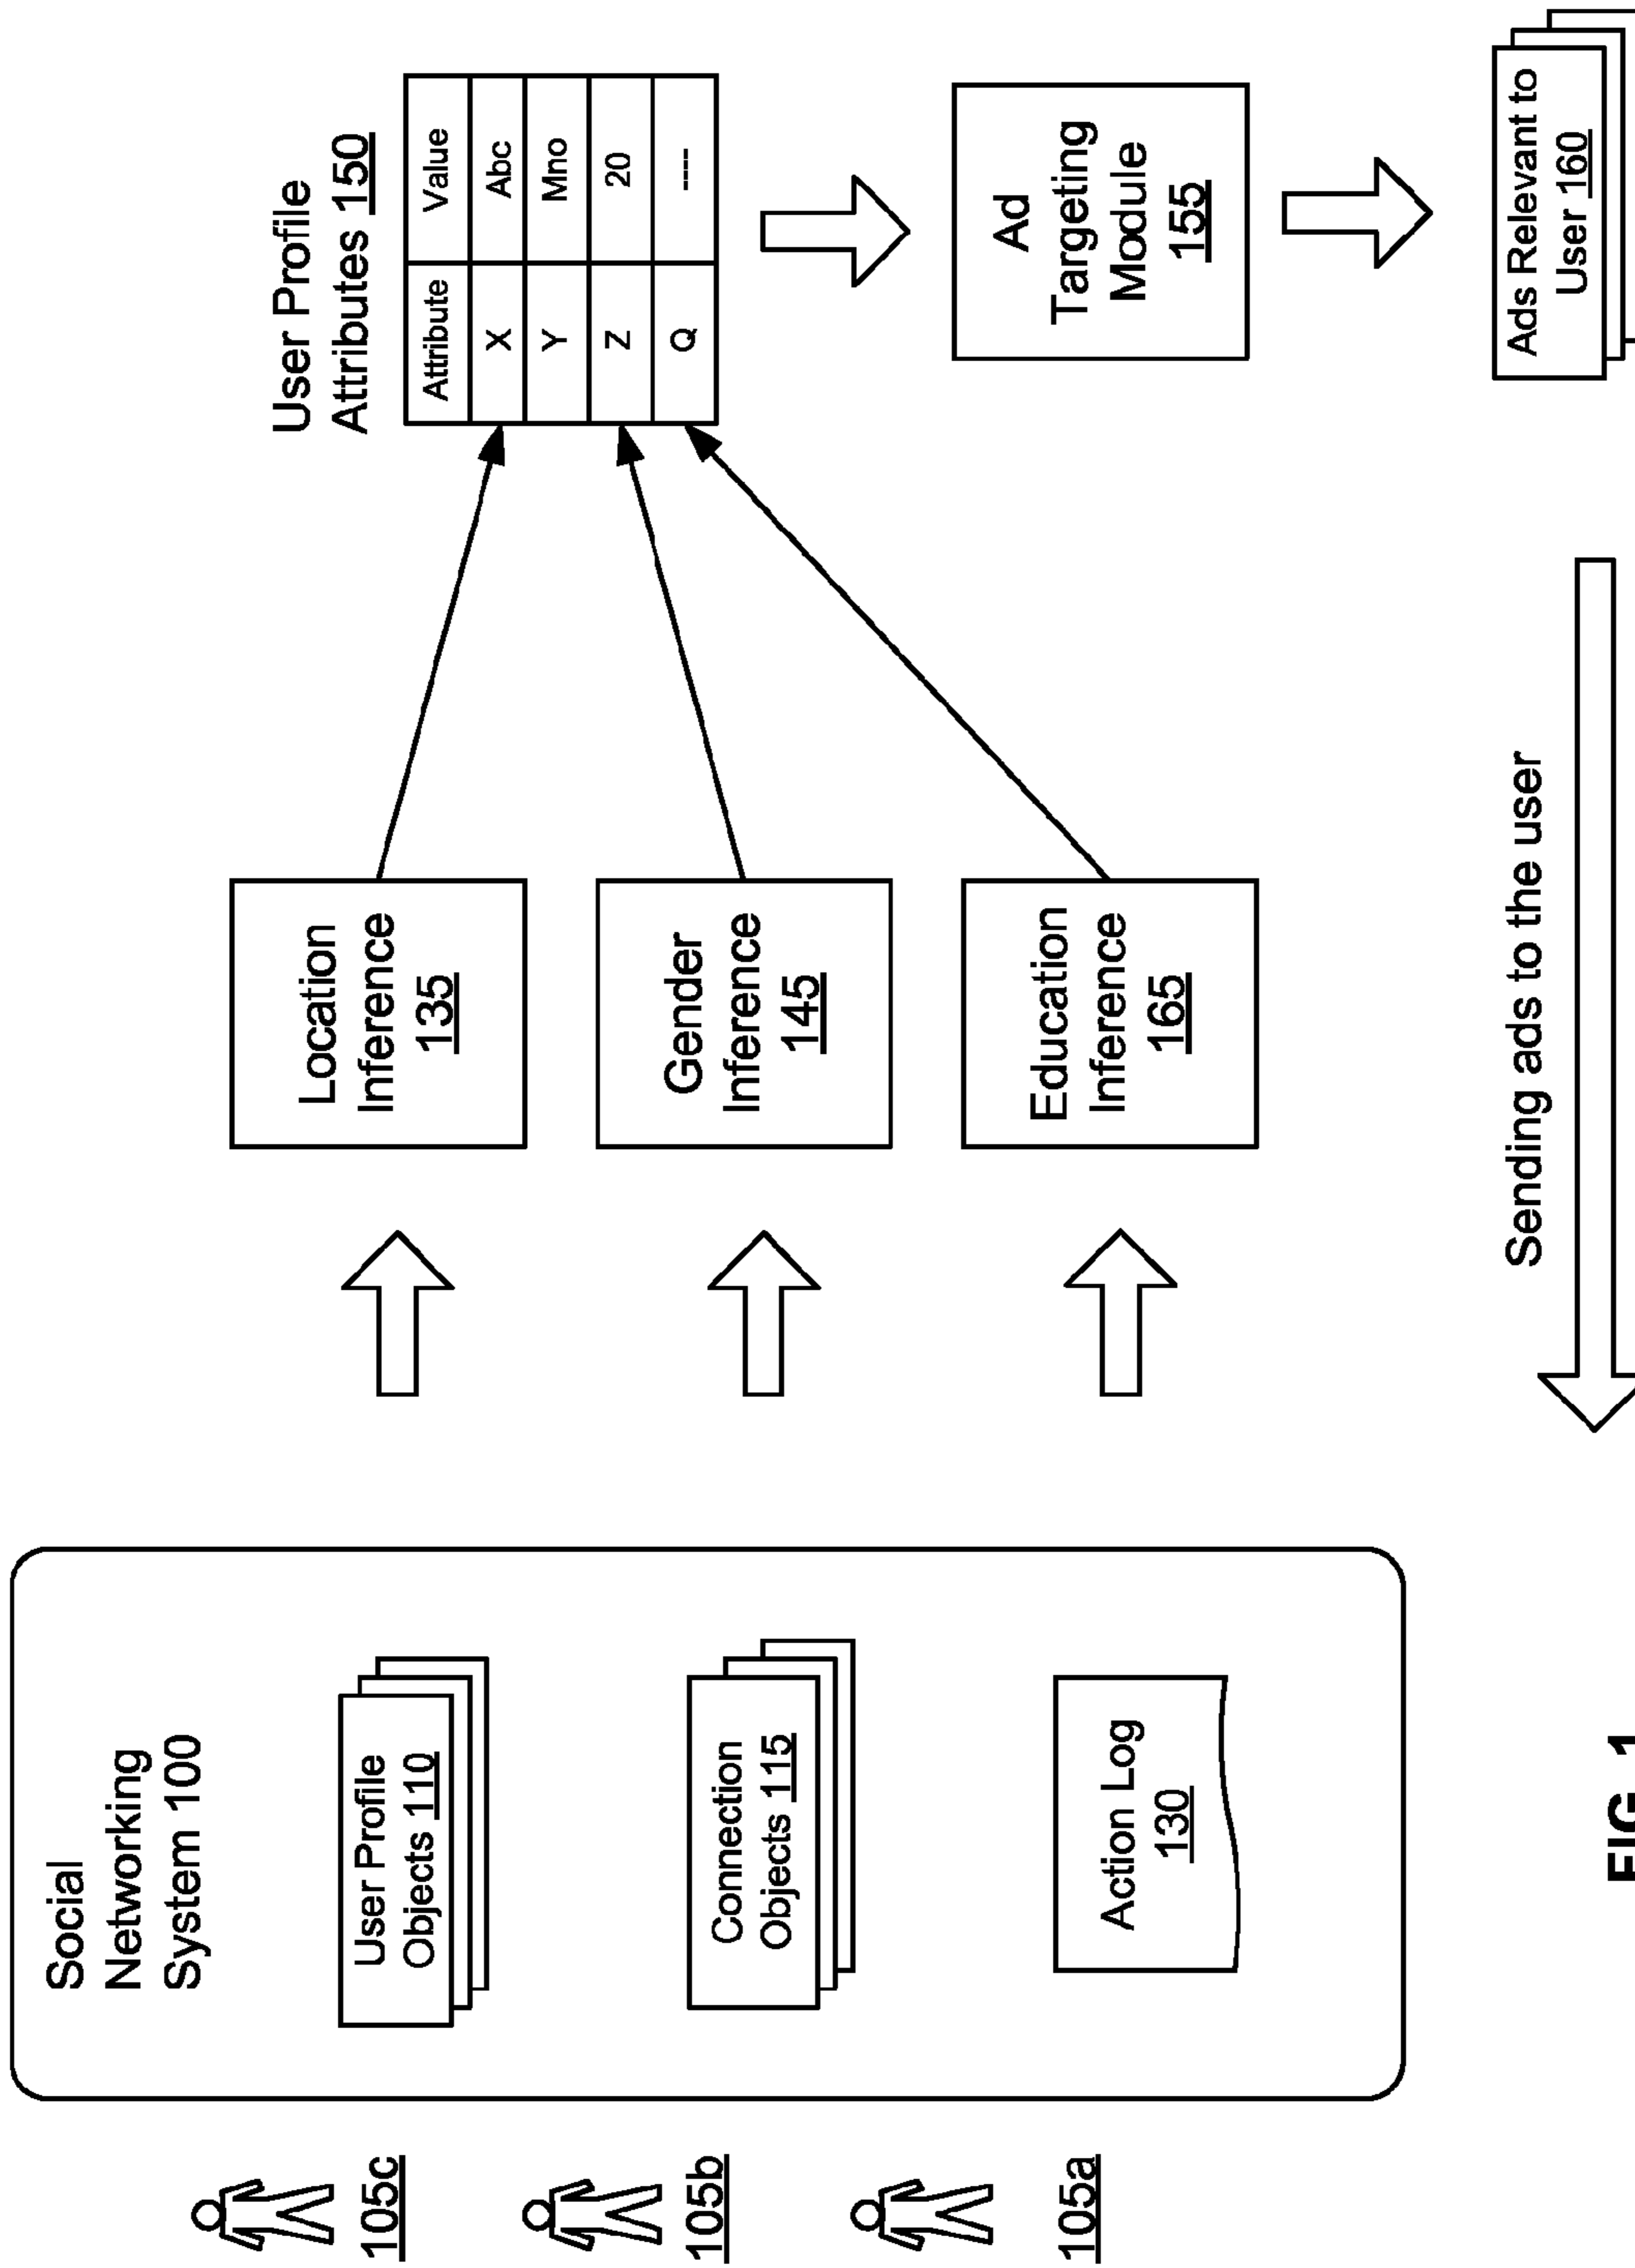 Social
Networking
System 100
User Profile
Objects 110
Connection
Objects 115
Action Log
130
105c
105b
105a
Location
Inference
135
Gender
Inference
145
Education
Inference
165
User Profile
Attributes 150
Attribute Value
X Abc
Y Mno
Z 20
Q ----
Ad
Targeting
Module
155
Ads Relevant to
User 160
Sending ads to the user
FIG. 1